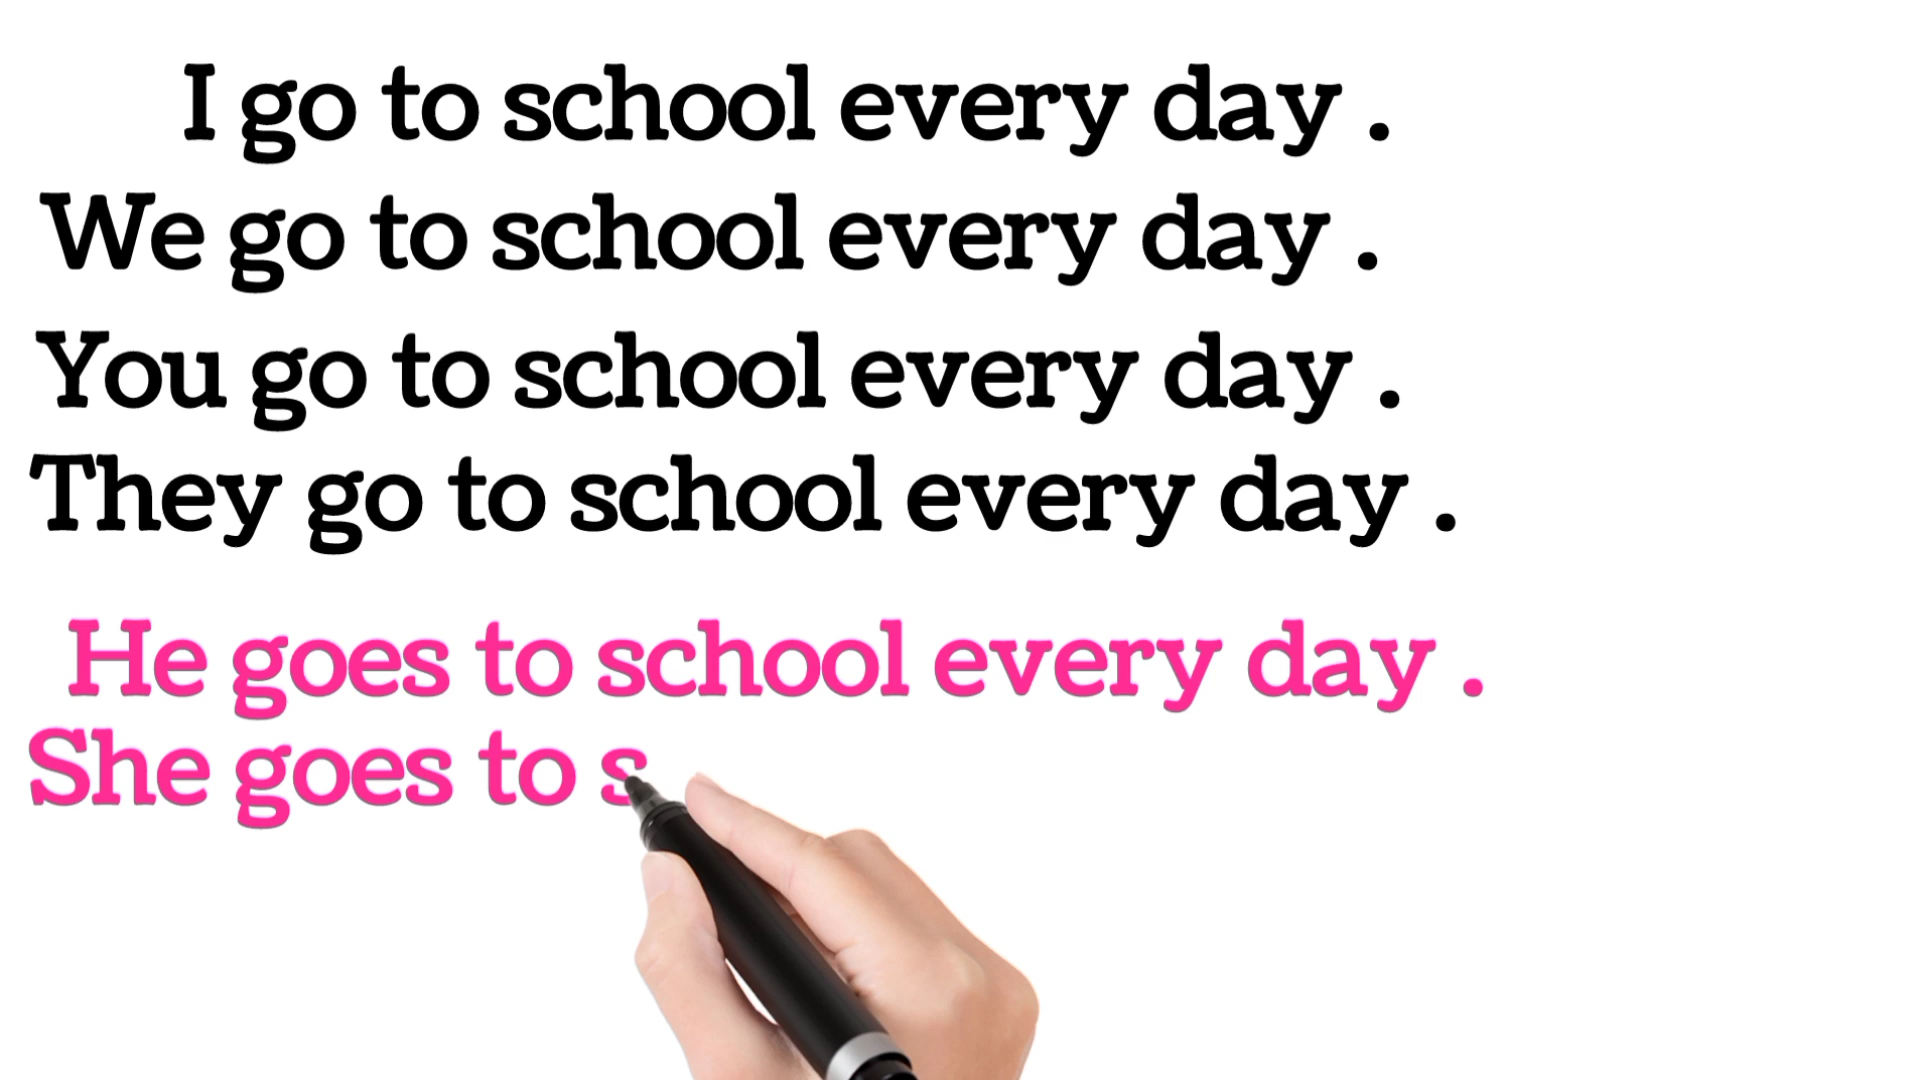 I go to school every day .
We go to school every day .
You go to school every day .
They go to school every day .
He goes to school every day .
She goes to s